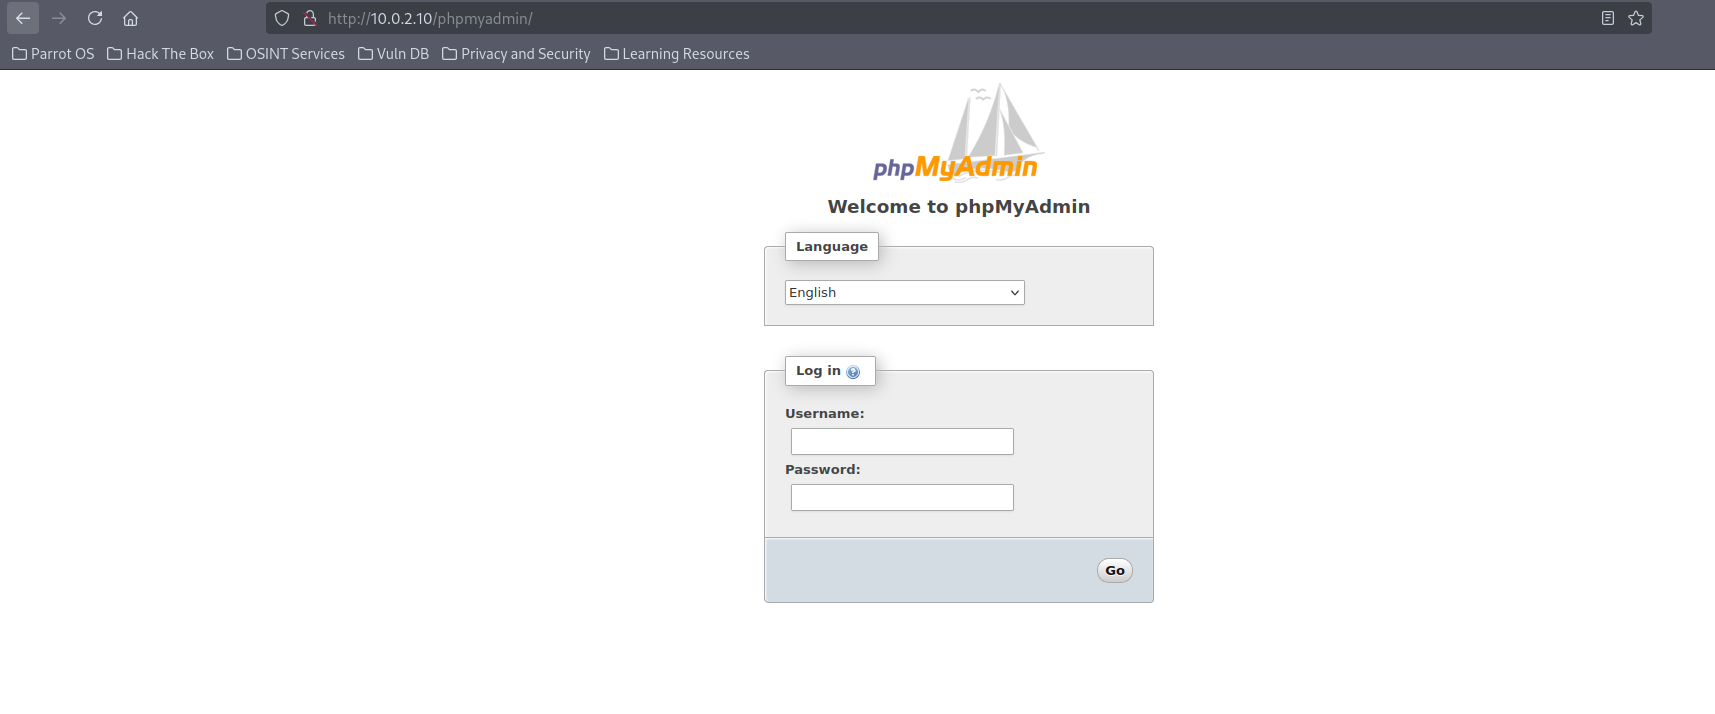 http://10.0.2.10/phpmyadmin/
Parrot OS Hack The Box OSINT Services Vuln DB Privacy and Security Learning Resources
phpMyAdmin
Welcome to phpMyAdmin
Language
English
Log in
Username:
Password:
Go